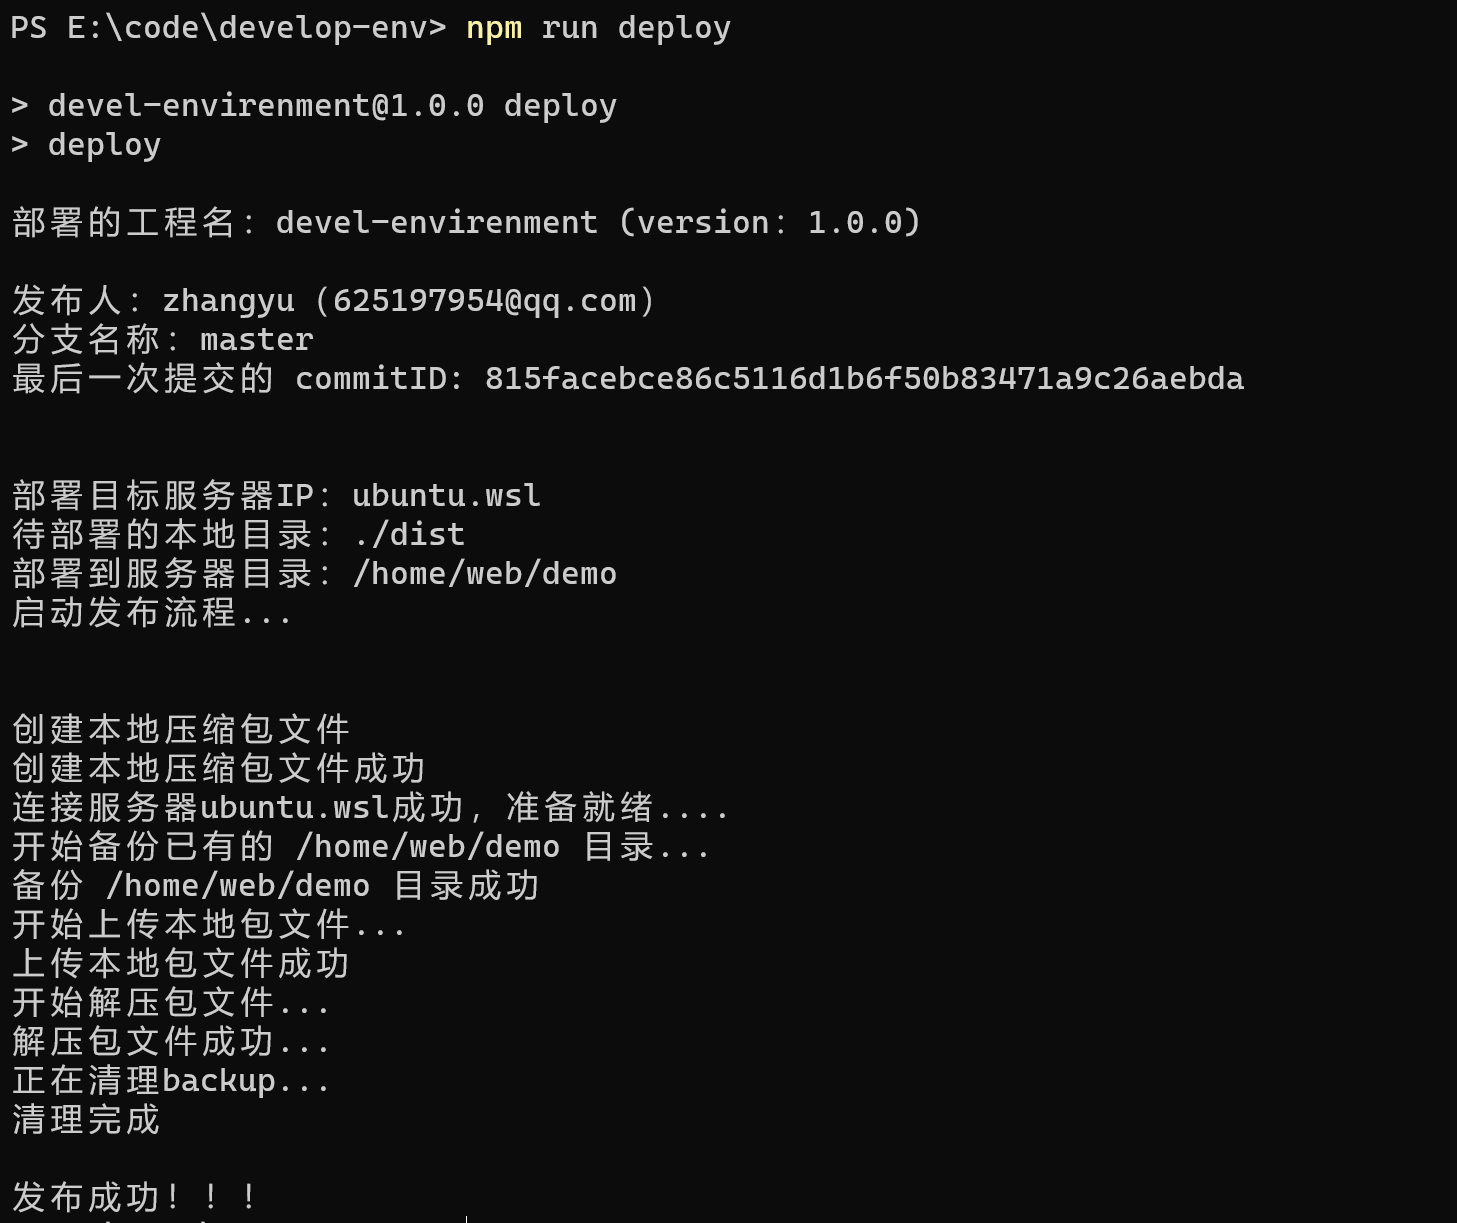 PS E:\code\develop-env> npm run deploy
> devel-envirenment@1.0.0 deploy
> deploy
部署的工程名：devel-envirenment (version：1.0.0)
发布人：zhangyu（625197954@qq.com）
分支名称：master
最后一次提交的 commitID: 815facebce86c5116d1b6f50b83471a9c26aebda
部署目标服务器IP：ubuntu.wsl
待部署的本地目录：./dist
部署到服务器目录：/home/web/demo
启动发布流程...
创建本地压缩包文件
创建本地压缩包文件成功
连接服务器ubuntu.wsl成功，准备就绪....
开始备份已有的 /home/web/demo 目录...
备份 /home/web/demo 目录成功
开始上传本地包文件...
上传本地包文件成功
开始解压包文件...
解压包文件成功...
正在清理backup...
清理完成
发布成功！！！